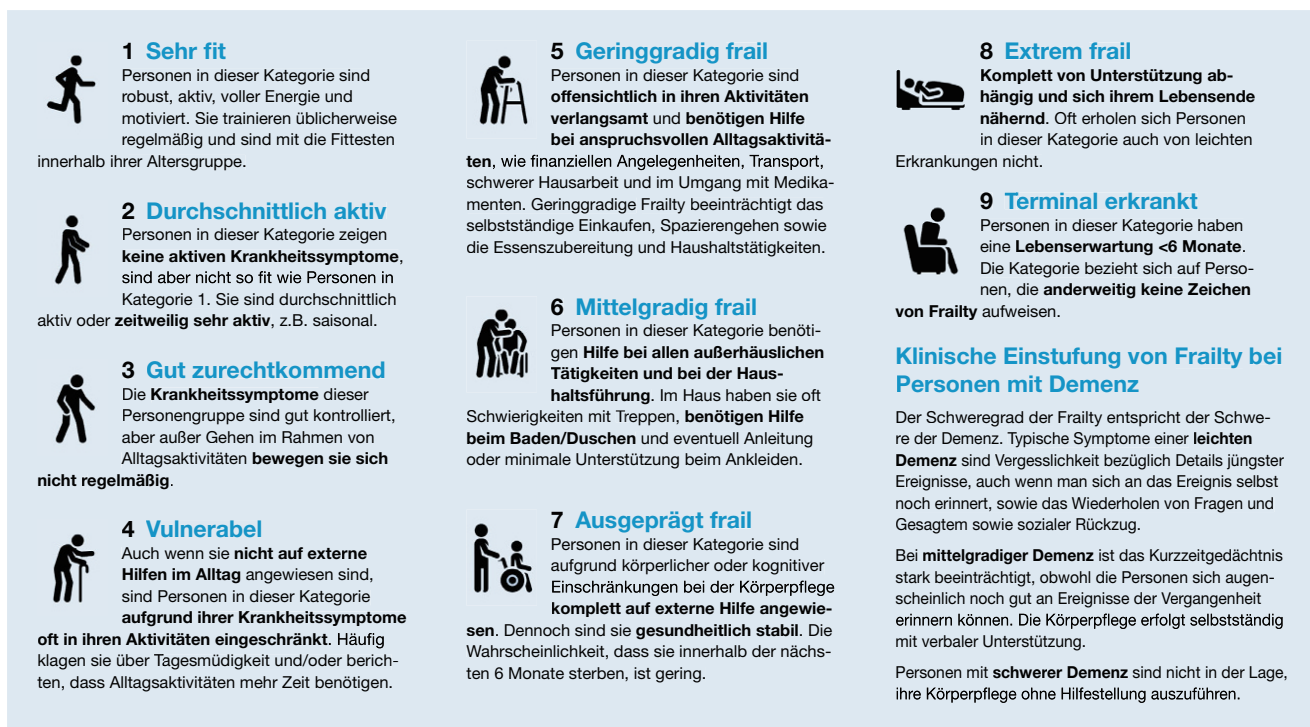 1 Sehr fit
Personen in dieser Kategorie sind
robust, aktiv, voller Energie und
motiviert. Sie trainieren üblicherweise
regelmäßig und sind mit die Fittesten
innerhalb ihrer Altersgruppe.
2 Durchschnittlich aktiv
Personen in dieser Kategorie zeigen
keine aktiven Krankheitssymptome,
sind aber nicht so fit wie Personen in
Kategorie 1. Sie sind durchschnittlich
aktiv oder zeitweilig sehr aktiv, z.B. saisonal.
3 Gut zurechtkommend
Die Krankheitssymptome dieser
Personengruppe sind gut kontrolliert,
aber außer Gehen im Rahmen von
Alltagsaktivitäten bewegen sie sich
nicht regelmäßig.
4 Vulnerabel
Auch wenn sie nicht auf externe
Hilfen im Alltag angewiesen sind,
sind Personen in dieser Kategorie
aufgrund ihrer Krankheitssymptome
oft in ihren Aktivitäten eingeschränkt. Häufig
klagen sie über Tagesmüdigkeit und/oder berich-
ten, dass Alltagsaktivitäten mehr Zeit benötigen.
5 Geringgradig frail
Personen in dieser Kategorie sind
offensichtlich in ihren Aktivitäten
verlangsamt und benötigen Hilfe
bei anspruchsvollen Alltagsaktivitä-
ten, wie finanziellen Angelegenheiten, Transport,
schwerer Hausarbeit und im Umgang mit Medika-
menten. Geringgradige Frailty beeinträchtigt das
selbstständige Einkaufen, Spazierengehen sowie
die Essenszubereitung und Haushaltstätigkeiten.
6 Mittelgradig frail
Personen in dieser Kategorie benöti-
gen Hilfe bei allen außerhäuslichen
Tätigkeiten und bei der Haus-
haltsführung. Im Haus haben sie oft
Schwierigkeiten mit Treppen, benötigen Hilfe
beim Baden/Duschen und eventuell Anleitung
oder minimale Unterstützung beim Ankleiden.
7 Ausgeprägt frail
Personen in dieser Kategorie sind
aufgrund körperlicher oder kognitiver
Einschränkungen bei der Körperpflege
komplett auf externe Hilfe angewie-
sen. Dennoch sind sie gesundheitlich stabil. Die
Wahrscheinlichkeit, dass sie innerhalb der nächs-
ten 6 Monate sterben, ist gering.
8 Extrem frail
Komplett von Unterstützung ab-
hängig und sich ihrem Lebensende
nähernd. Oft erholen sich Personen
in dieser Kategorie auch von leichten
Erkrankungen nicht.
9 Terminal erkrankt
Personen in dieser Kategorie haben
eine Lebenserwartung <6 Monate.
Die Kategorie bezieht sich auf Perso-
nen, die anderweitig keine Zeichen
von Frailty aufweisen.
Klinische Einstufung von Frailty bei
Personen mit Demenz
Der Schweregrad der Frailty entspricht der Schwe-
re der Demenz. Typische Symptome einer leichten
Demenz sind Vergesslichkeit bezüglich Details jüngster
Ereignisse, auch wenn man sich an das Ereignis selbst
noch erinnert, sowie das Wiederholen von Fragen und
Gesagtem sowie sozialer Rückzug.
Bei mittelgradiger Demenz ist das Kurzzeitgedächtnis
stark beeinträchtigt, obwohl die Personen sich augen-
scheinlich noch gut an Ereignisse der Vergangenheit
erinnern können. Die Körperpflege erfolgt selbstständig
mit verbaler Unterstützung.
Personen mit schwerer Demenz sind nicht in der Lage,
ihre Körperpflege ohne Hilfestellung auszuführen.